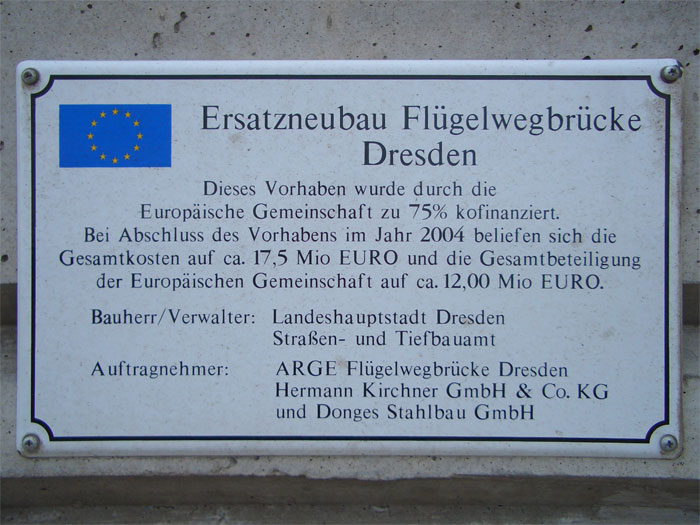 Ersatzneubau Flügelwegbrücke
Dresden
Dieses Vorhaben wurde durch die
Europäische Gemeinschaft zu 75% kofinanziert.
Bei Abschluss des Vorhabens im Jahr 2004 beliefen sich die
Gesamtkosten auf ca. 17,5 Mio EURO und die Gesamtbeteiligung
der Europäischen Gemeinschaft auf ca. 12,00 Mio EURO.
Bauherr/Verwalter: Landeshauptstadt Dresden
Straßen- und Tiefbauamt
Auftragnehmer: ARGE Flügelwegbrücke Dresden
Hermann Kirchner GmbH & Co. KG
und Donges Stahlbau GmbH